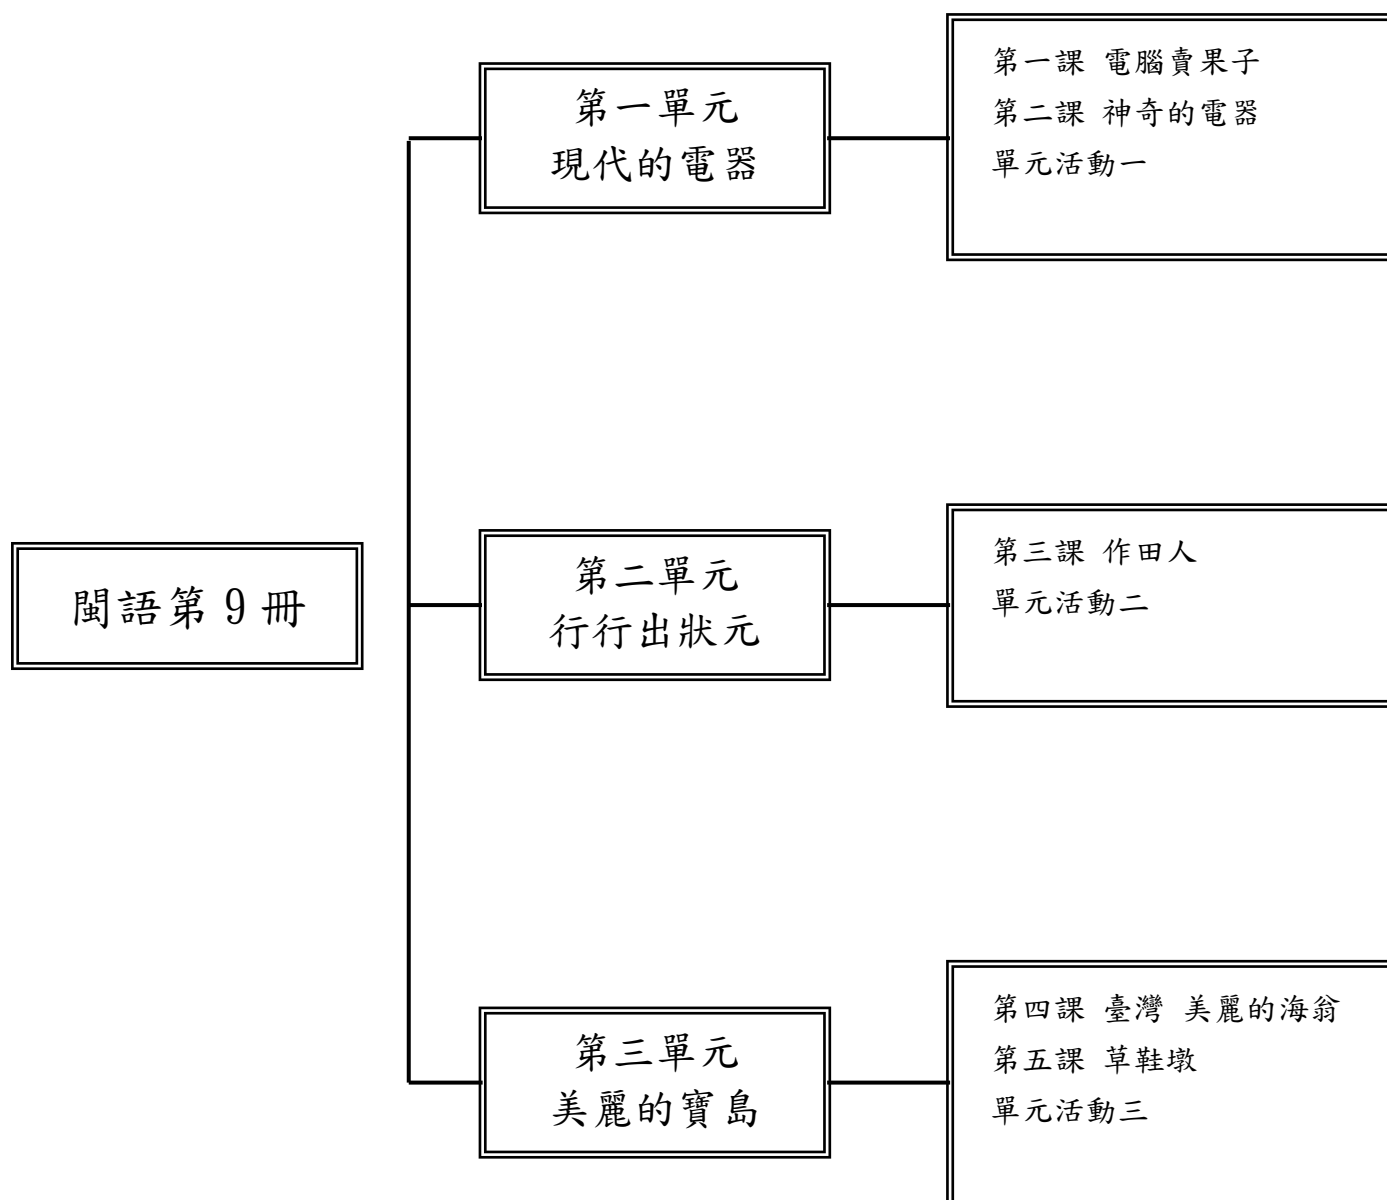 閩語第 9 冊
第一單元
現代的電器
第一課 電腦賣果子
第二課 神奇的電器
單元活動一
第二單元
行行出狀元
第三課 作田人
單元活動二
第三單元
美麗的寶島
第四課 臺灣 美麗的海翁
第五課 草鞋墩
單元活動三